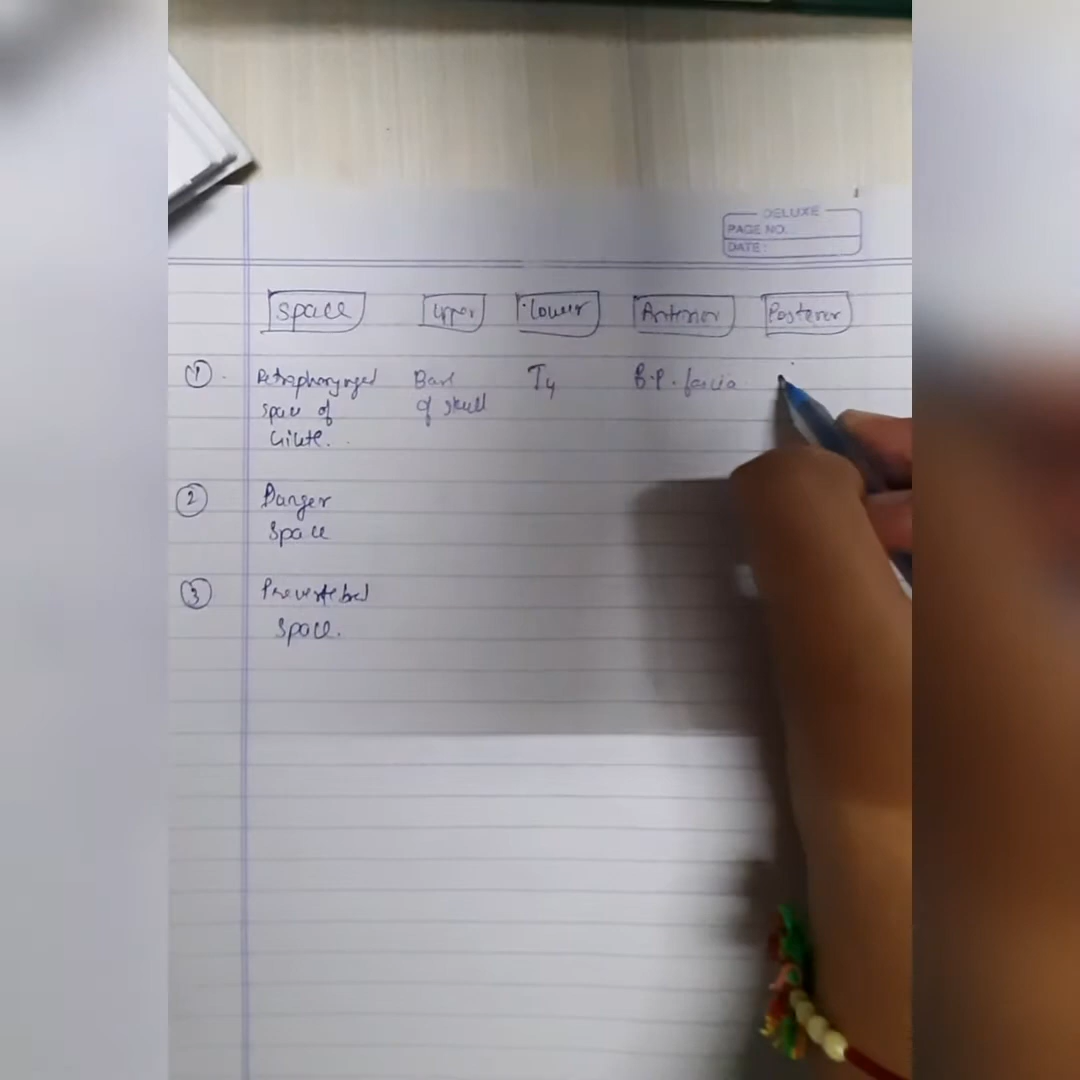 DELUXE
PAGE NO.
DATE:
Space Upper Lower Anterior Posterior
① Retropharyngeal Base T4 B.P. fascia
space of of skull
Gilute.
② Danger
Space
③ Prevertebral
Space.